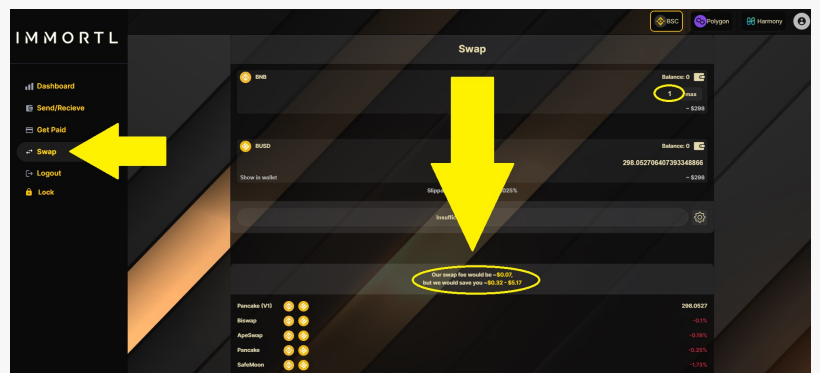 BSC Polygon Harmony
IMMORTL
Swap
Dashboard
Send/Recieve
Get Paid
Swap
Logout
Lock
BNB Balance: 0
1 max
~ $298
BUSD Balance: 0
298.052706407393348866
Show in wallet ~ $298
025%
Our swap fee would be ~$0.07,
but we would save you ~$0.32 - $5.17
Pancake (V1) 298.0527
Biswap -0.1%
ApeSwap -0.19%
Pancake -0.25%
SafeMoon -1.73%